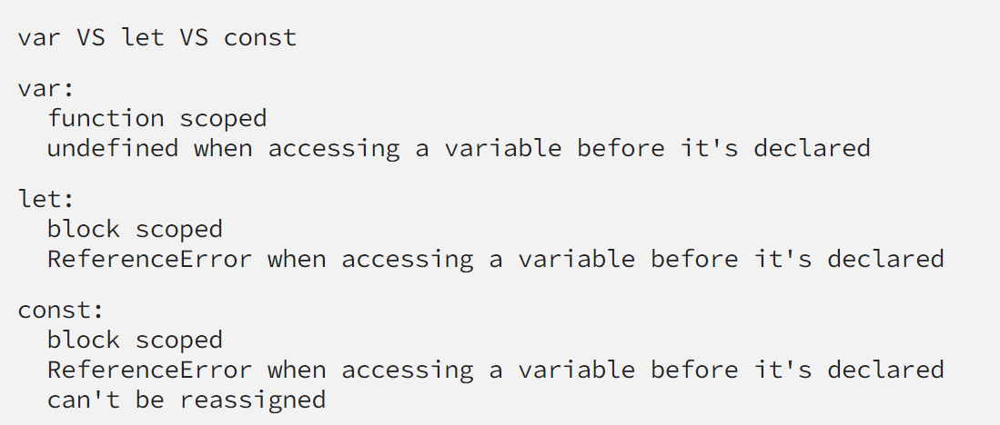 var VS let VS const
var:
function scoped
undefined when accessing a variable before it's declared
let:
block scoped
ReferenceError when accessing a variable before it's declared
const:
block scoped
ReferenceError when accessing a variable before it's declared
can't be reassigned